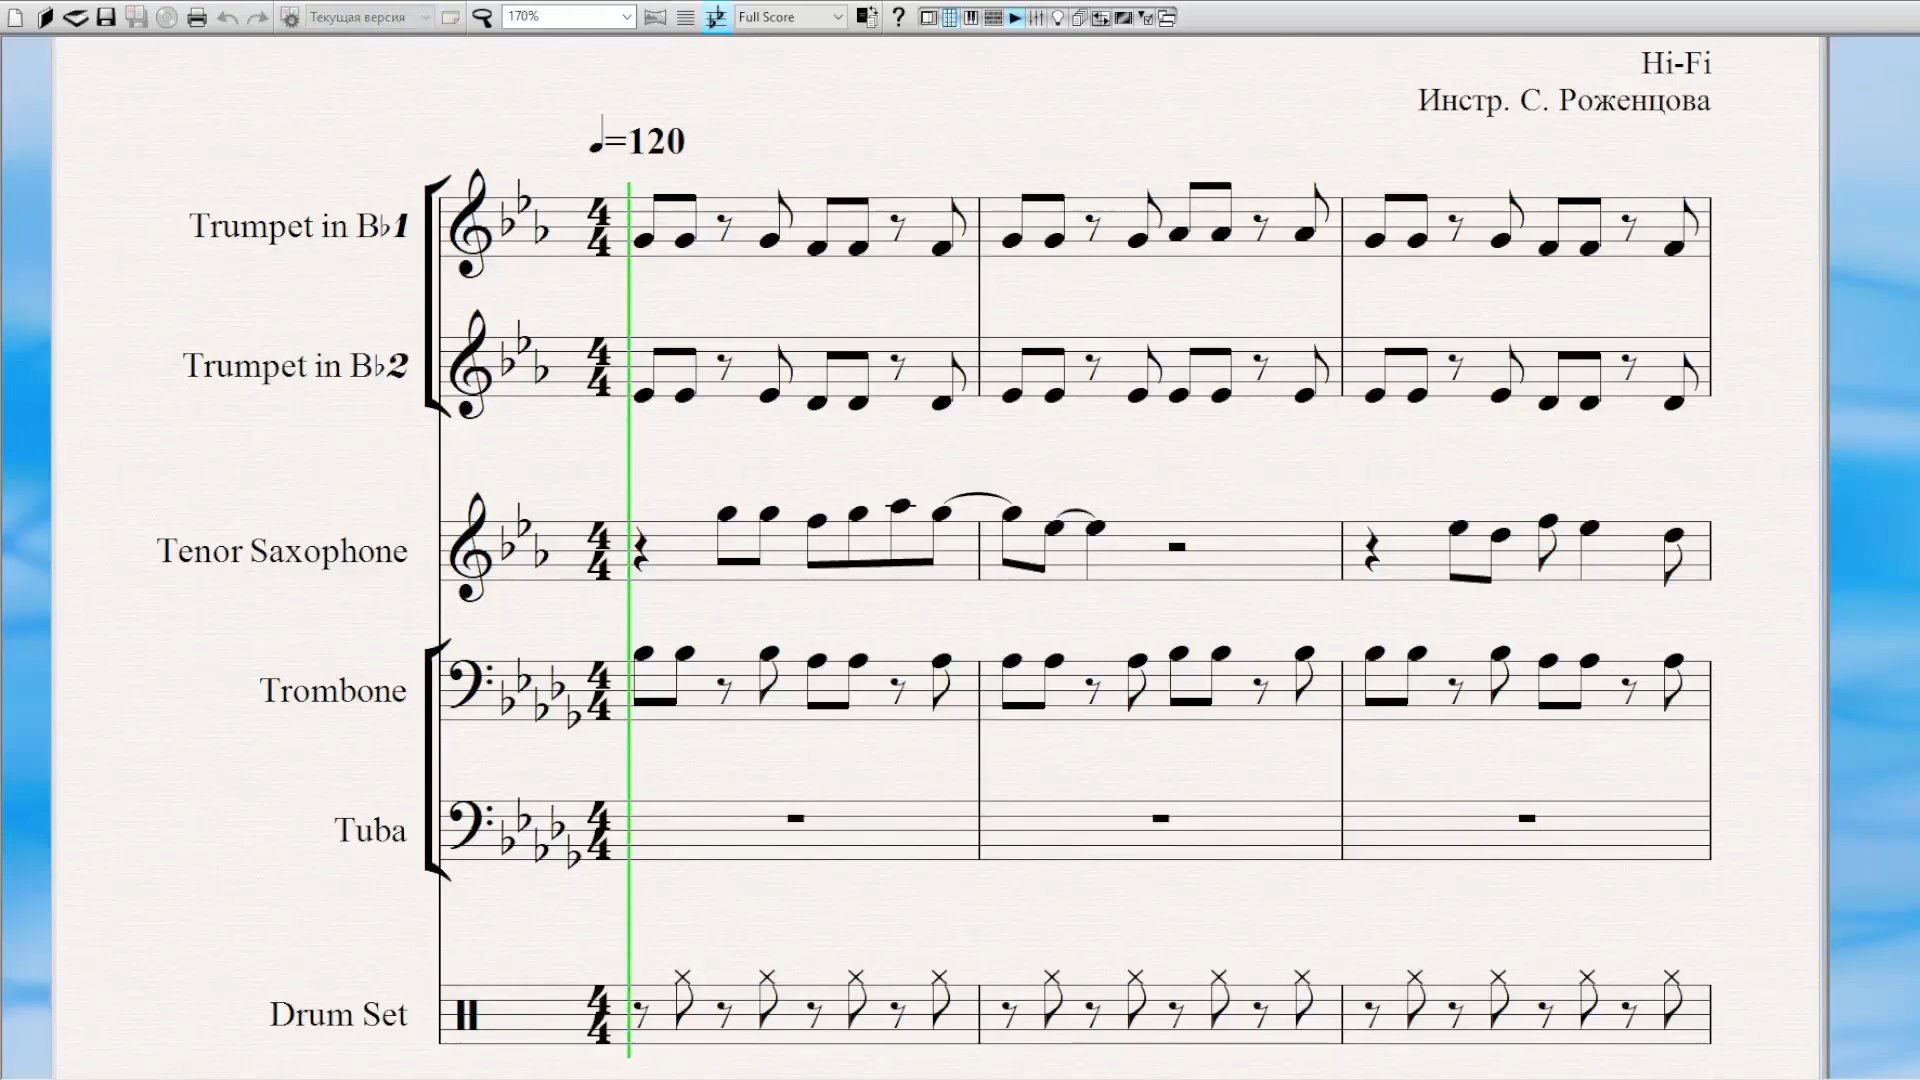 Текущая версия
170%
Full Score
?
Hi-Fi
Инстр. С. Роженцова
♩=120
Trumpet in B♭1
Trumpet in B♭2
Tenor Saxophone
Trombone
Tuba
Drum Set